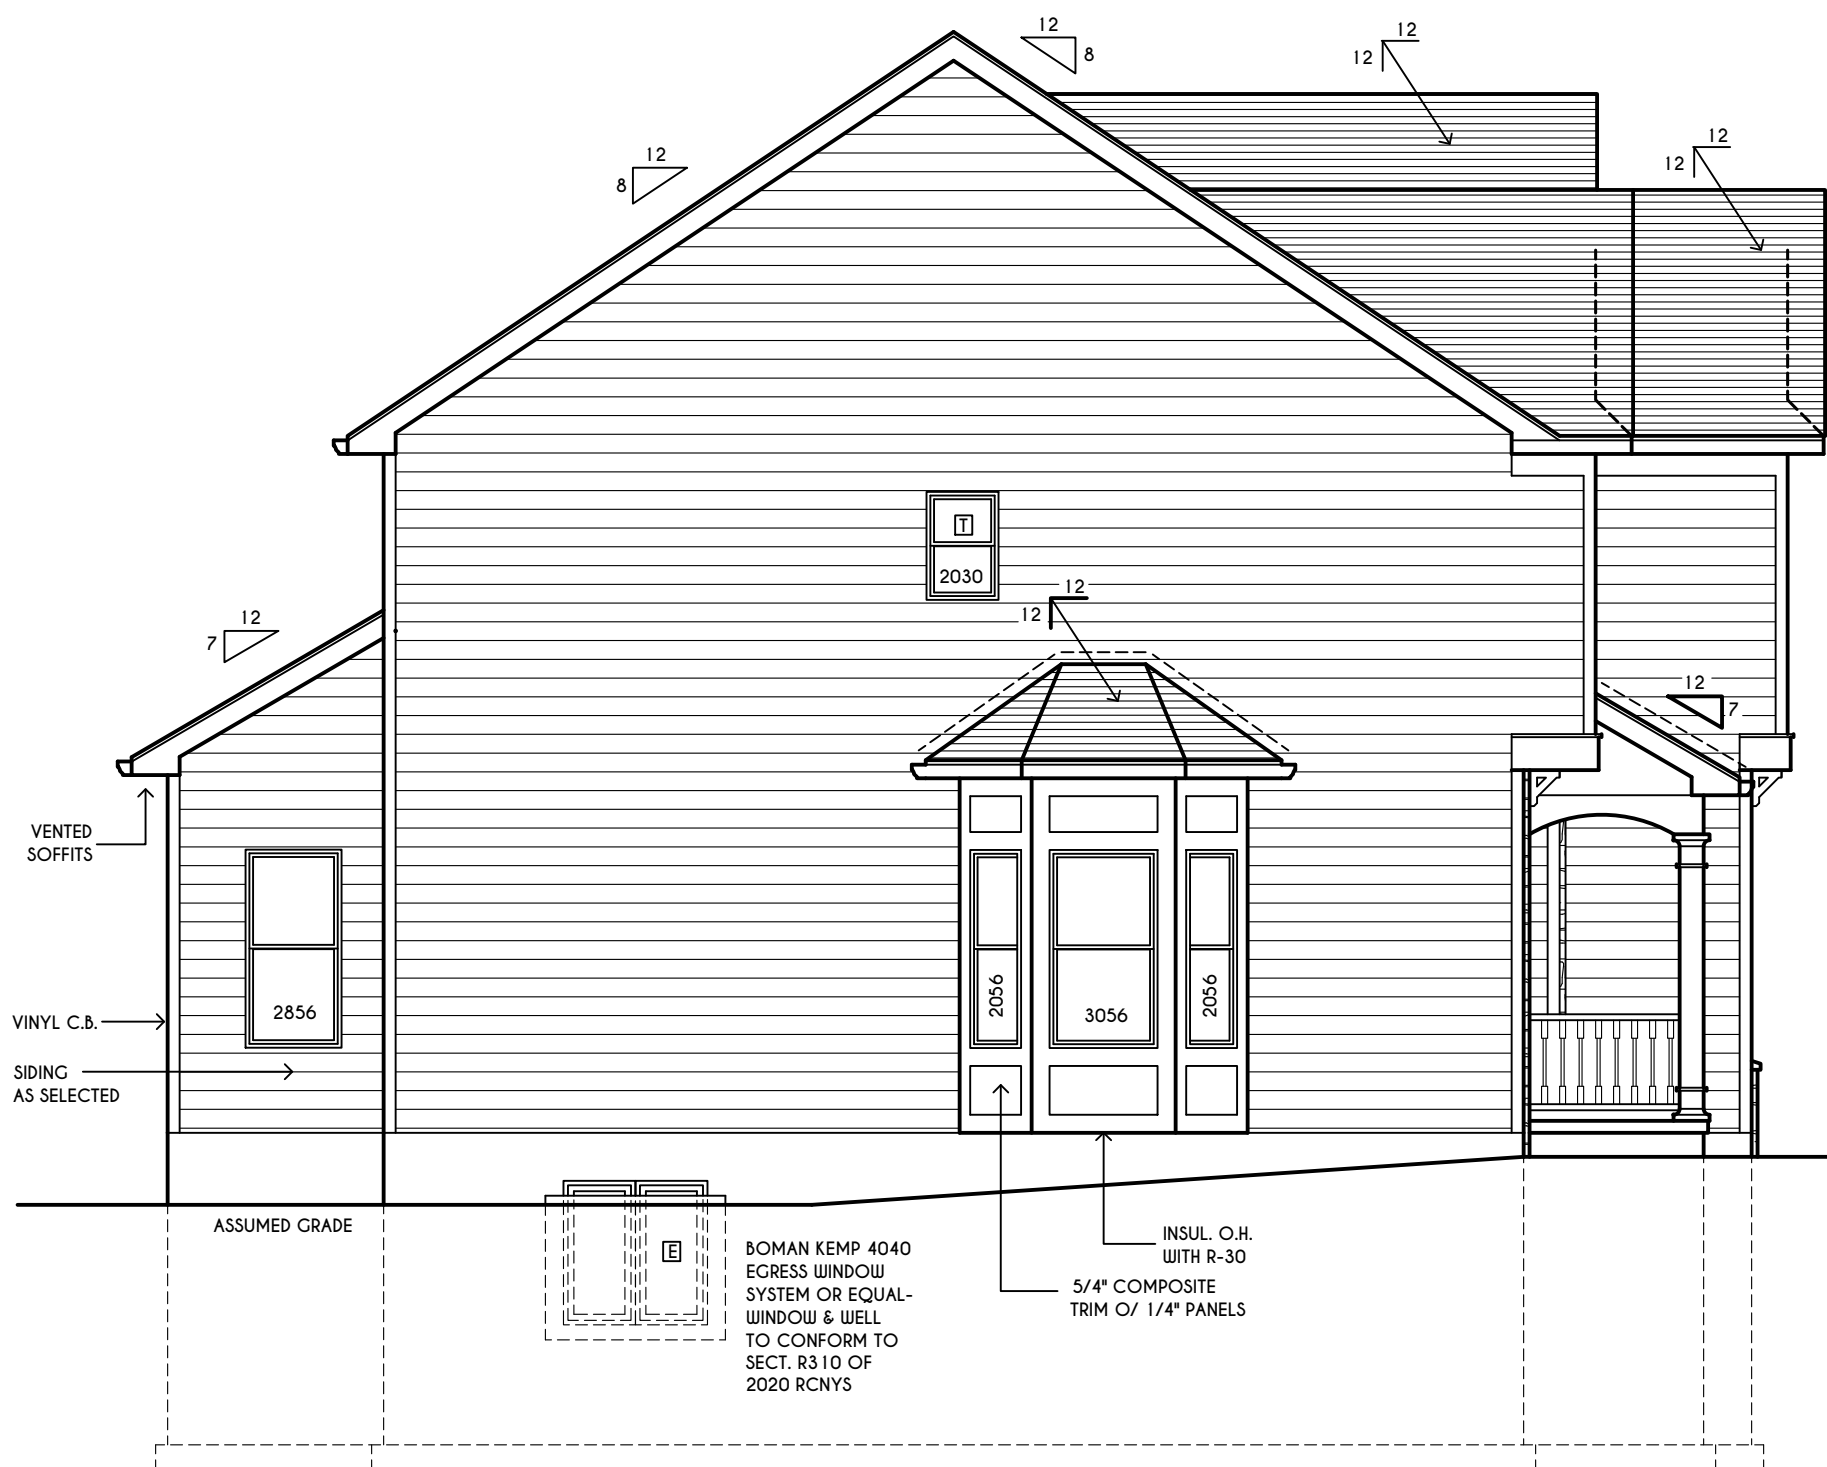 12
8
12
12
12
12
12
8
T
2030
12
12
12
7
12
7
VENTED
SOFFITS
2856
2056
3056
2056
VINYL C.B.
SIDING
AS SELECTED
ASSUMED GRADE
E
BOMAN KEMP 4040
EGRESS WINDOW
SYSTEM OR EQUAL-
WINDOW & WELL
TO CONFORM TO
SECT. R310 OF
2020 RCNYS
INSUL. O.H.
WITH R-30
5/4" COMPOSITE
TRIM O/ 1/4" PANELS